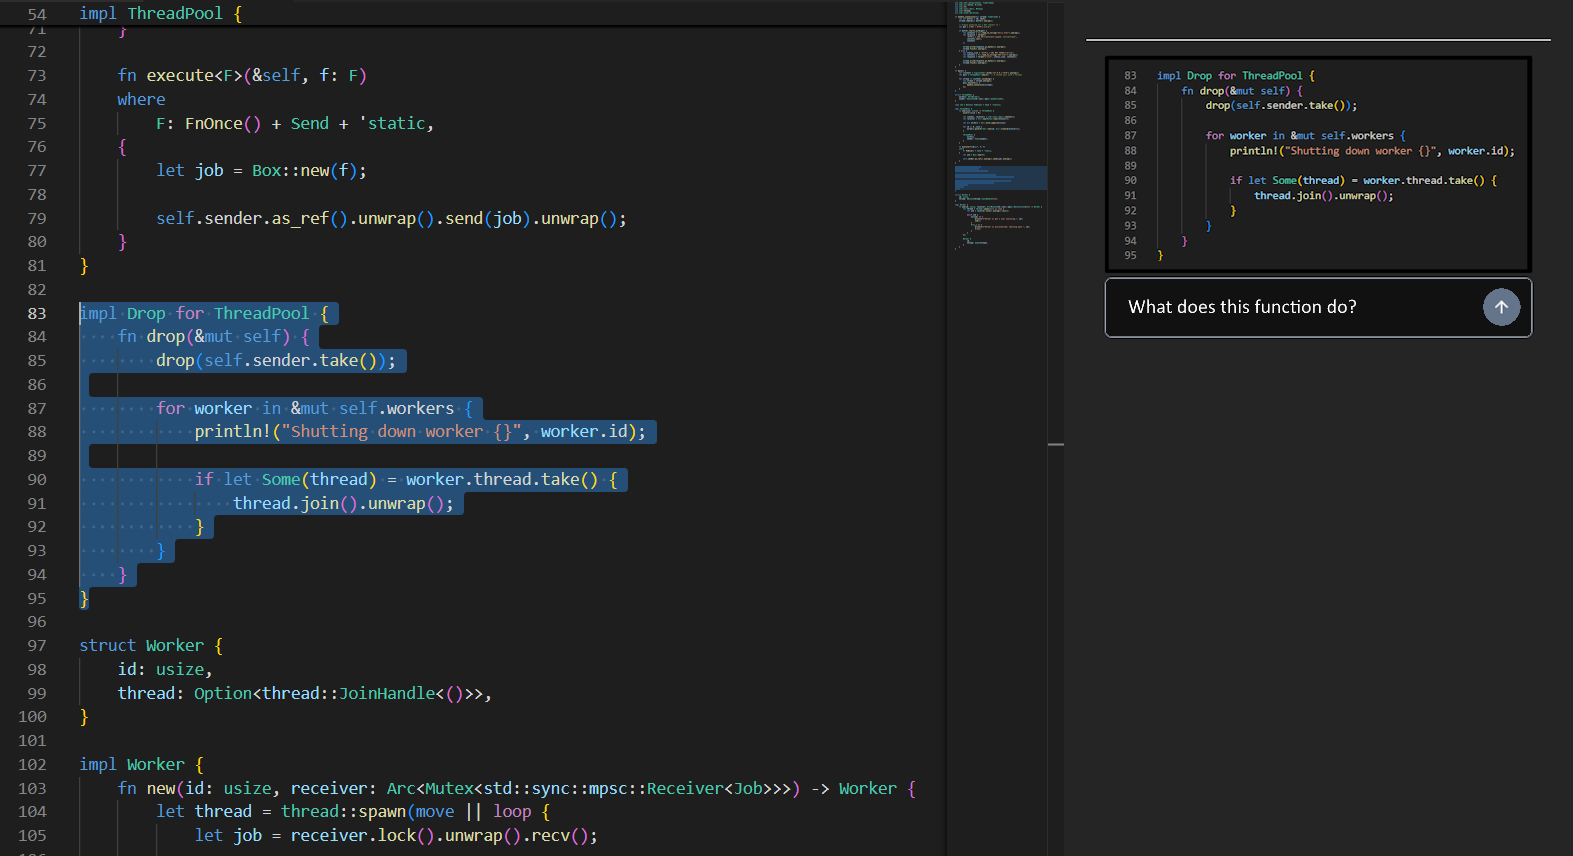 54 impl ThreadPool {
71 }
72
73 fn execute<F>(&self, f: F)
74 where
75 F: FnOnce() + Send + 'static,
76 {
77 let job = Box::new(f);
78
79 self.sender.as_ref().unwrap().send(job).unwrap();
80 }
81 }
82
83 impl Drop for ThreadPool {
84 fn drop(&mut self) {
85 drop(self.sender.take());
86
87 for worker in &mut self.workers {
88 println!("Shutting down worker {}", worker.id);
89
90 if let Some(thread) = worker.thread.take() {
91 thread.join().unwrap();
92 }
93 }
94 }
95 }
96
97 struct Worker {
98 id: usize,
99 thread: Option<thread::JoinHandle<()>>,
100 }
101
102 impl Worker {
103 fn new(id: usize, receiver: Arc<Mutex<std::sync::mpsc::Receiver<Job>>>) -> Worker {
104 let thread = thread::spawn(move || loop {
105 let job = receiver.lock().unwrap().recv();
83 impl Drop for ThreadPool {
84 fn drop(&mut self) {
85 drop(self.sender.take());
86
87 for worker in &mut self.workers {
88 println!("Shutting down worker {}", worker.id);
89
90 if let Some(thread) = worker.thread.take() {
91 thread.join().unwrap();
92 }
93 }
94 }
95 }
What does this function do?